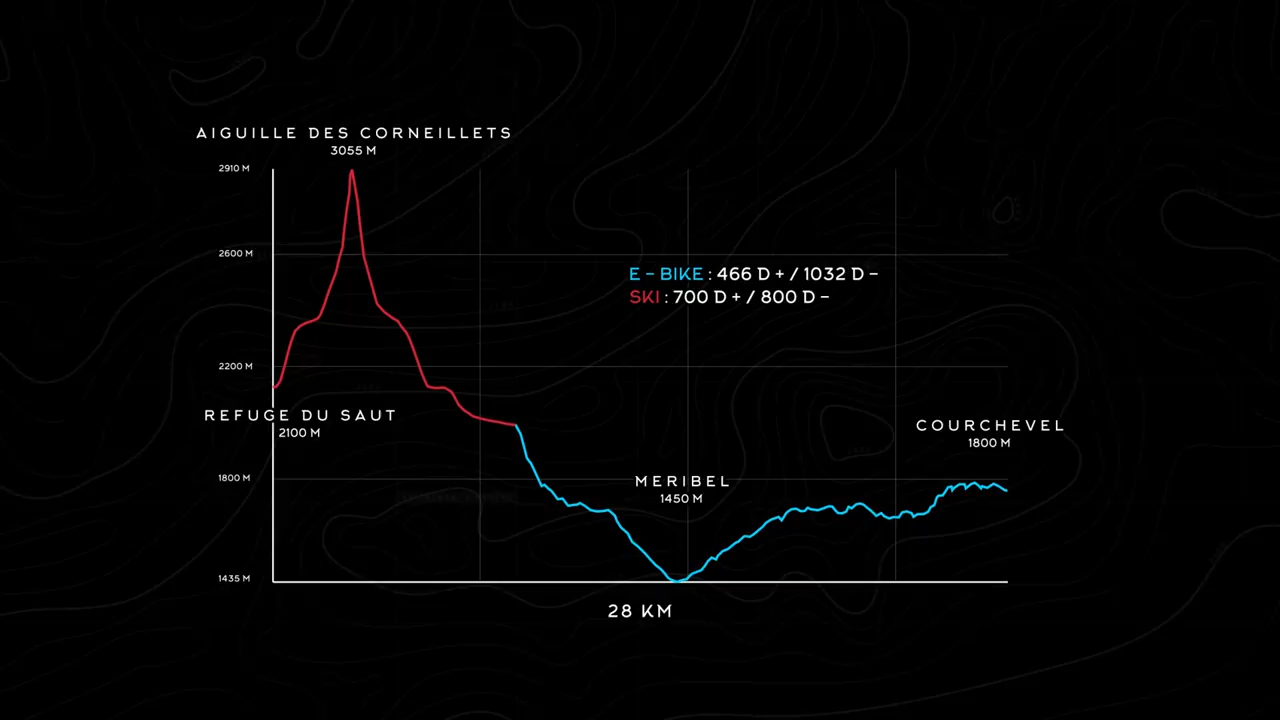 AIGUILLE DES CORNEILLETS
3055 M
2910 M
2600 M
E - BIKE : 466 D + / 1032 D -
SKI : 700 D + / 800 D -
2200 M
REFUGE DU SAUT
2100 M
COURCHEVEL
1800 M
1800 M
MERIBEL
1450 M
1435 M
28 KM